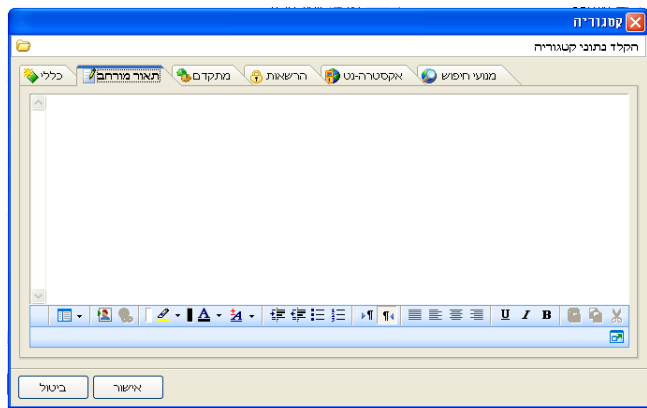 קטגוריה
הקלד נתוני קטגוריה
כללי תאור מורחב מתקדם הרשאות אקסטרה-נט מנועי חיפוש
U I B
אישור ביטול